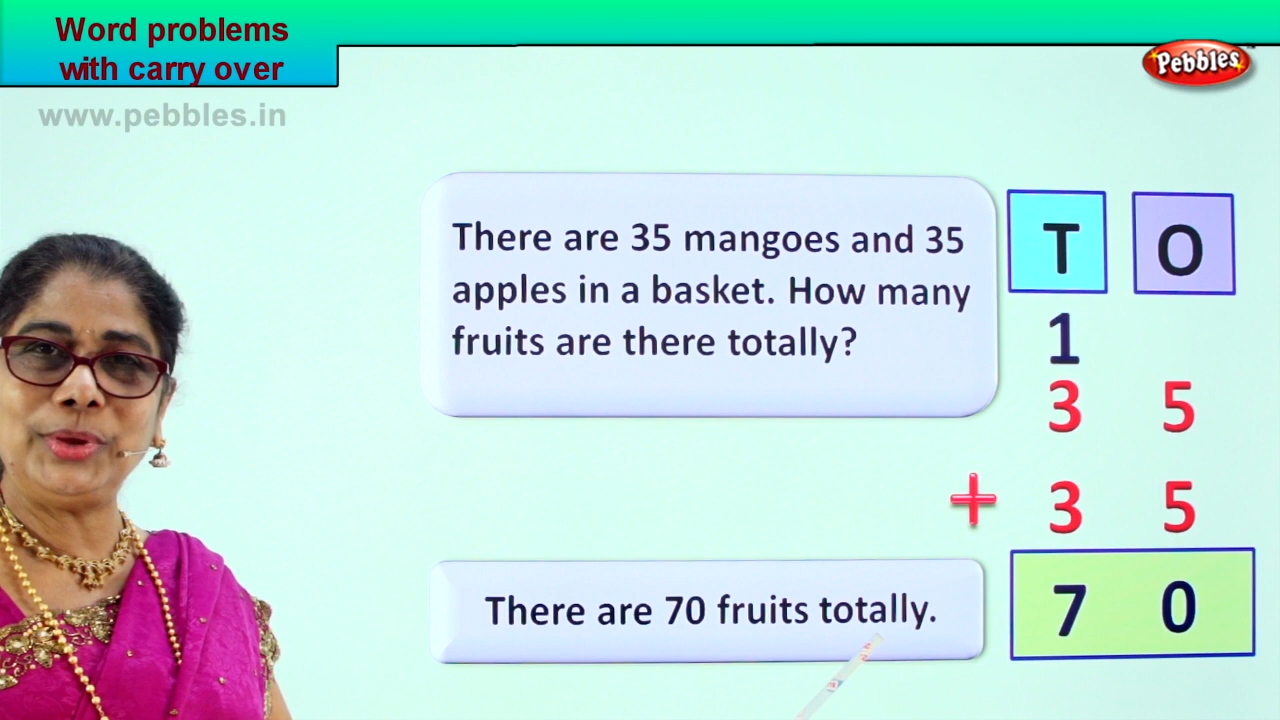 Word problems
with carry over
www.pebbles.in
Pebbles
There are 35 mangoes and 35
apples in a basket. How many
fruits are there totally?
T O
1
3 5
+ 3 5
There are 70 fruits totally.
7 0